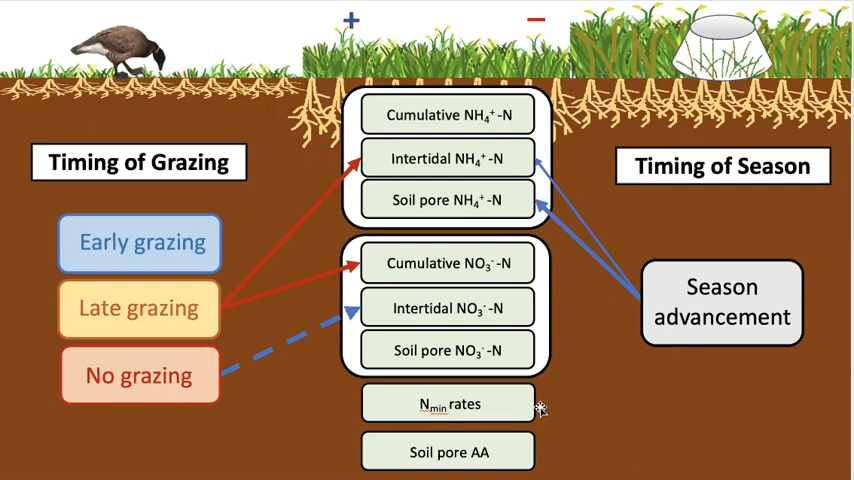 + −
Timing of Grazing
Early grazing
Late grazing
No grazing
Cumulative NH₄⁺-N
Intertidal NH₄⁺-N
Soil pore NH₄⁺-N
Cumulative NO₃⁻-N
Intertidal NO₃⁻-N
Soil pore NO₃⁻-N
Nmin rates
Soil pore AA
Timing of Season
Season
advancement